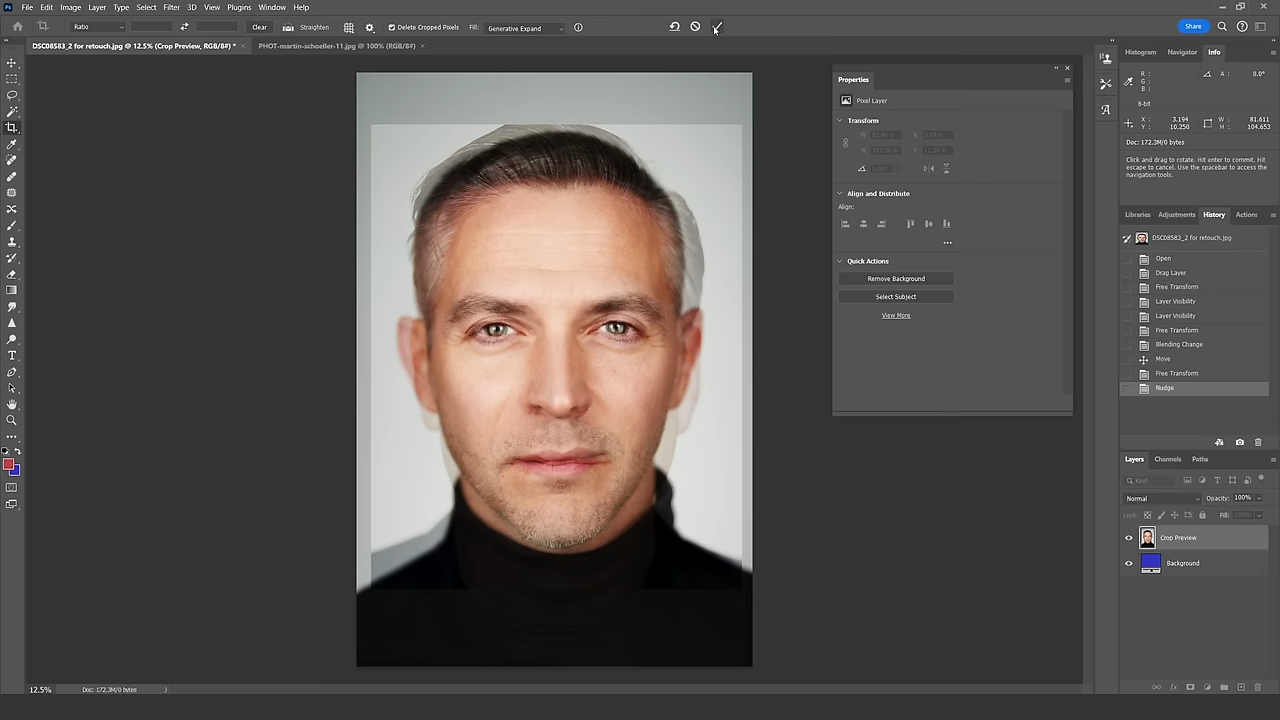 Ps File Edit Image Layer Type Select Filter 3D View Plugins Window Help
Ratio Clear Straighten Delete Cropped Pixels Fill: Generative Expand Share
DSC08583_2 for retouch.jpg @ 12.5% (Crop Preview, RGB/8#) * × PHOT-martin-schoeller-11.jpg @ 100% (RGB/8#) ×
Properties
Pixel Layer
Transform
W
X
H
Y
Align and Distribute
Align:
Quick Actions
Remove Background
Select Subject
View More
Histogram Navigator Info
R :
G :
B :
A : 0.0°
8-bit
X : 3.194
Y : 10.250
W : 81.611
H : 104.653
Doc: 172.3M/0 bytes
Click and drag to rotate. Hit enter to commit. Hit
escape to cancel. Use the spacebar to access the
navigation tools.
Libraries Adjustments History Actions
DSC08583_2 for retouch.jpg
Open
Drag Layer
Free Transform
Layer Visibility
Layer Visibility
Free Transform
Blending Change
Move
Free Transform
Nudge
Layers Channels Paths
Kind
Normal Opacity: 100%
Lock: Fill: 100%
Crop Preview
Background
12.5% Doc: 172.3M/0 bytes